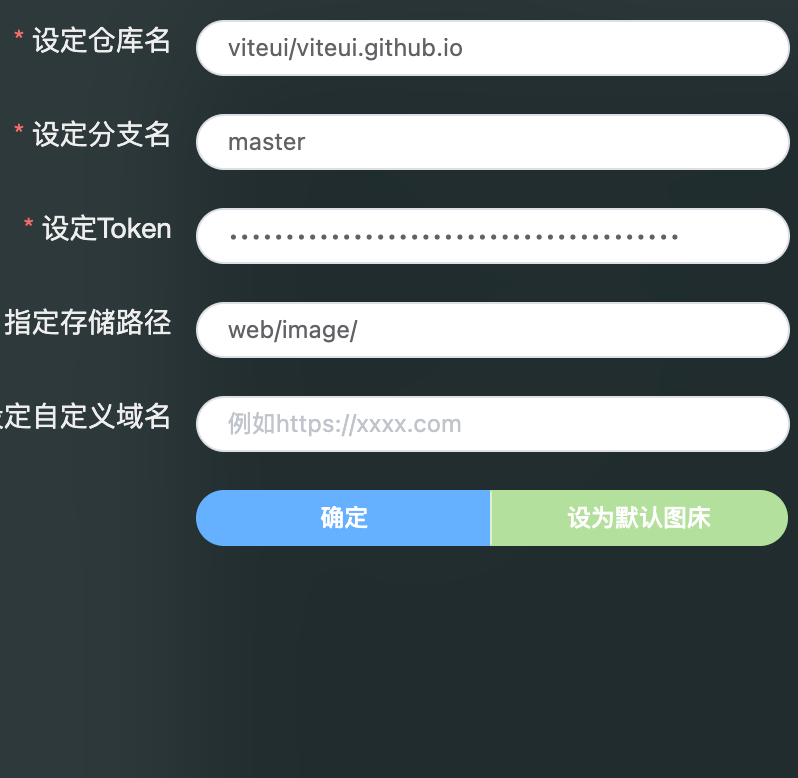 * 设定仓库名
viteui/viteui.github.io
* 设定分支名
master
* 设定Token
••••••••••••••••••••••••••••••••••••••••
指定存储路径
web/image/
定自定义域名
例如https://xxxx.com
确定
设为默认图床